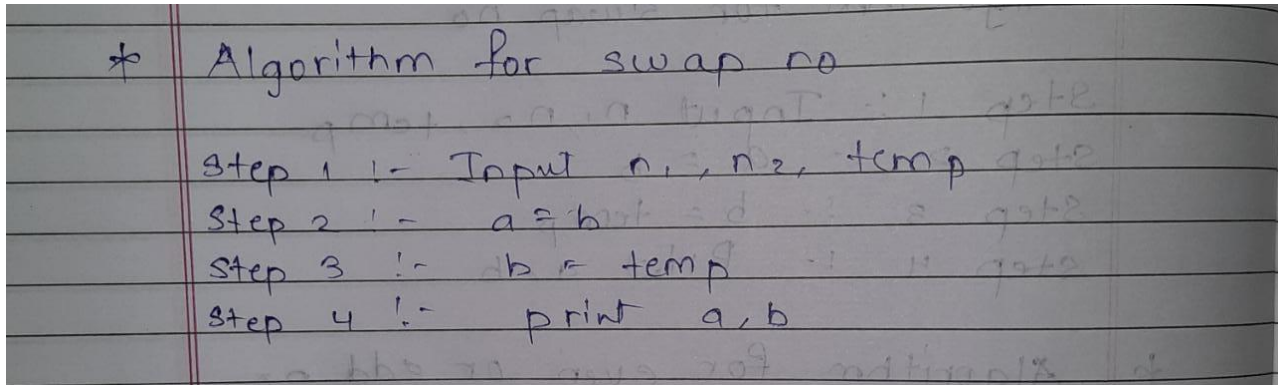 * Algorithm for swap no
Step 1 :- Input n1, n2, temp
Step 2 :- a = b
Step 3 :- b = temp
Step 4 :- print a, b